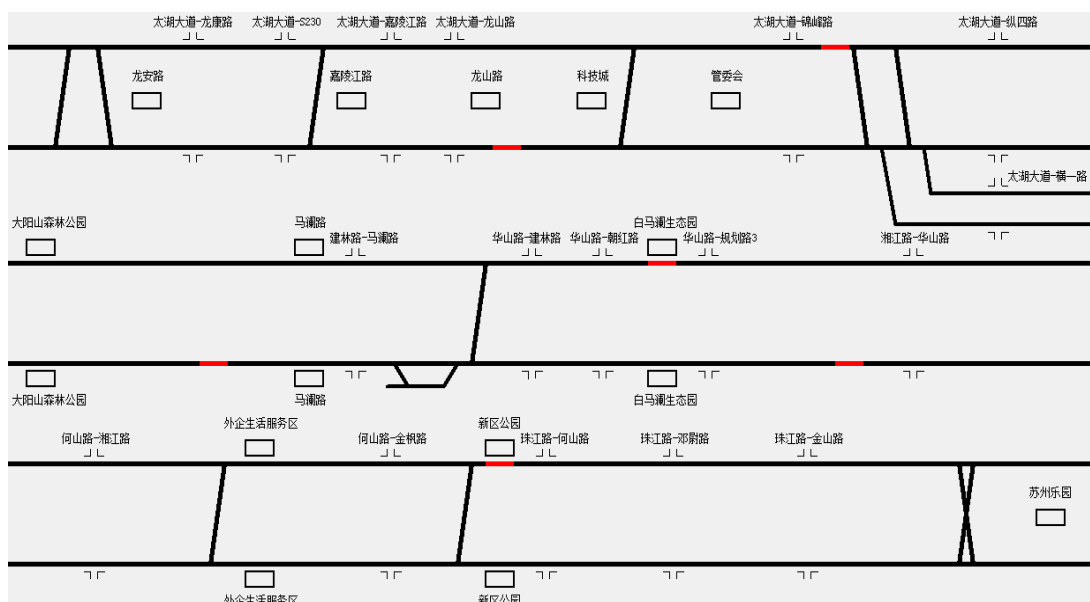 太湖大道-龙康路
太湖大道-S230
太湖大道-嘉陵江路
太湖大道-龙山路
太湖大道-锦峰路
太湖大道-纵四路
龙安路
嘉陵江路
龙山路
科技城
管委会
太湖大道-横一路
大阳山森林公园
马澜路
建林路-马澜路
华山路-建林路
华山路-朝红路
白马澜生态园
华山路-规划路3
湘江路-华山路
大阳山森林公园
马澜路
白马澜生态园
何山路-湘江路
外企生活服务区
何山路-金枫路
新区公园
珠江路-何山路
珠江路-邓尉路
珠江路-金山路
苏州乐园
外企生活服务区
新区公园